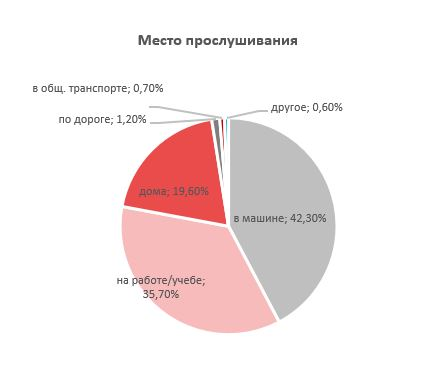 Место прослушивания
в общ. транспорте; 0,70%
другое; 0,60%
по дороге; 1,20%
дома; 19,60%
в машине; 42,30%
на работе/учебе;
35,70%